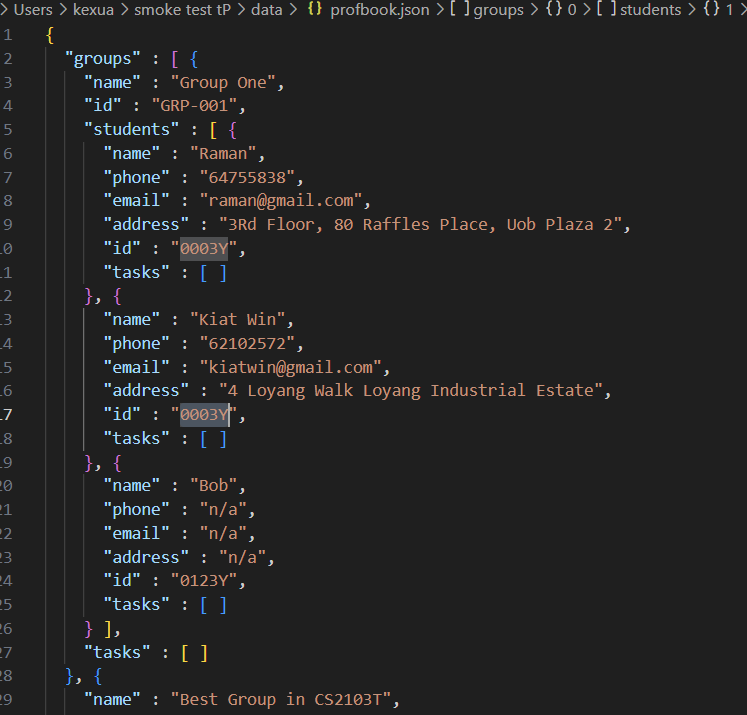 > Users > kexua > smoke test tP > data > {} profbook.json > [ ] groups > {} 0 > [ ] students > {} 1 >
1 {
2 "groups" : [ {
3 "name" : "Group One",
4 "id" : "GRP-001",
5 "students" : [ {
6 "name" : "Raman",
7 "phone" : "64755838",
8 "email" : "raman@gmail.com",
9 "address" : "3Rd Floor, 80 Raffles Place, Uob Plaza 2",
10 "id" : "0003Y",
11 "tasks" : [ ]
12 }, {
13 "name" : "Kiat Win",
14 "phone" : "62102572",
15 "email" : "kiatwin@gmail.com",
16 "address" : "4 Loyang Walk Loyang Industrial Estate",
17 "id" : "0003Y",
18 "tasks" : [ ]
19 }, {
20 "name" : "Bob",
21 "phone" : "n/a",
22 "email" : "n/a",
23 "address" : "n/a",
24 "id" : "0123Y",
25 "tasks" : [ ]
26 } ],
27 "tasks" : [ ]
28 }, {
29 "name" : "Best Group in CS2103T",